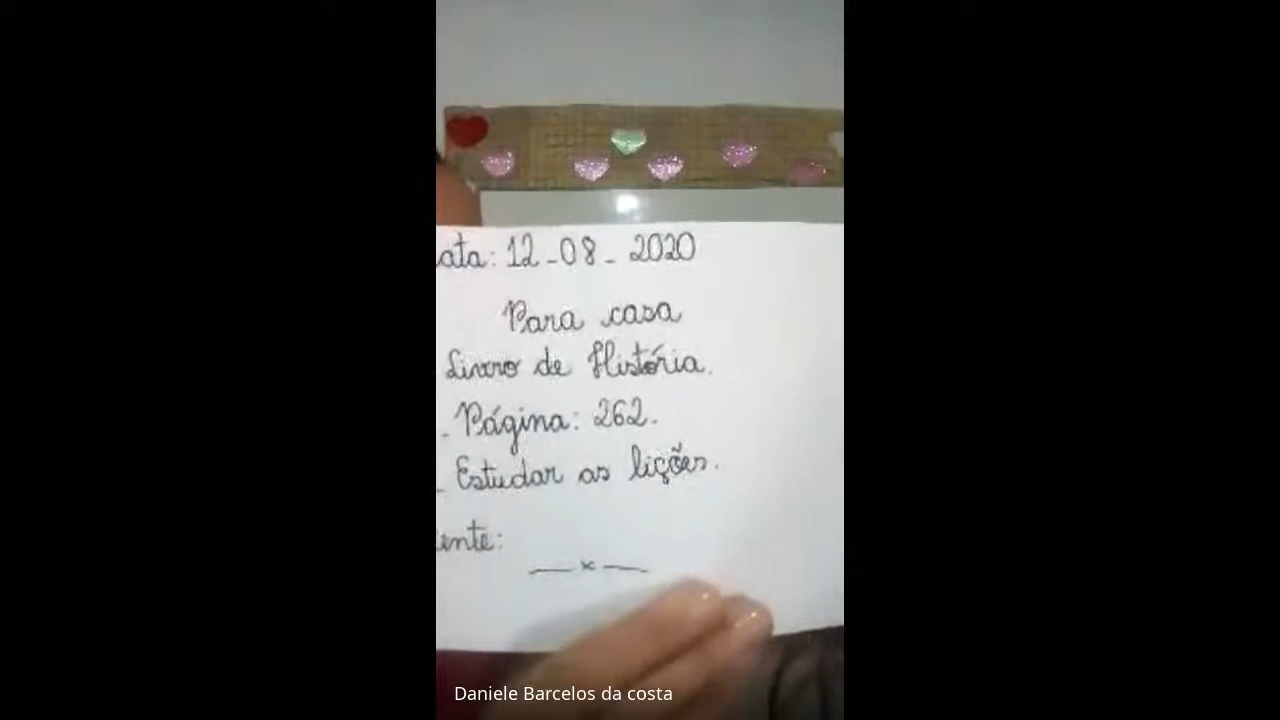 ata: 12-08-2020
Para casa
Livro de História.
- Página: 262.
- Estudar as lições.
ente:
— x —
Daniele Barcelos da costa